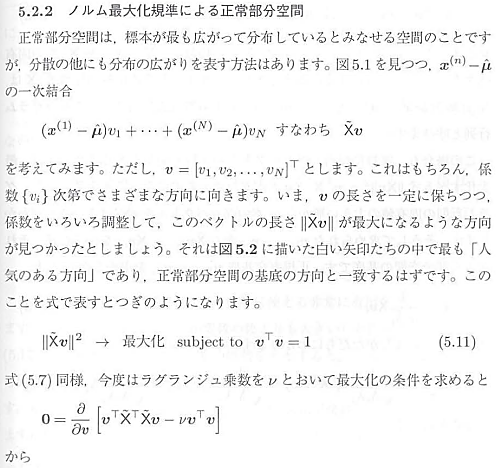 5.2.2 ノルム最大化規準による正常部分空間
正常部分空間は，標本が最も広がって分布しているとみなせる空間のことです
が，分散の他にも分布の広がりを表す方法はあります。図5.1 を見つつ，x^(n)−μ̂
の一次結合
(x^(1) − μ̂)v₁ + ⋯ + (x^(N) − μ̂)v_N すなわち X̃v
を考えてみます。ただし，v = [v₁, v₂, . . . , v_N]^⊤ とします。これはもちろん，係
数 {v_i} 次第でさまざまな方向に向きます。いま，v の長さを一定に保ちつつ，
係数をいろいろ調整して，このベクトルの長さ ‖X̃v‖ が最大になるような方向
が見つかったとしましょう。それは図5.2 に描いた白い矢印たちの中で最も「人
気のある方向」であり，正常部分空間の基底の方向と一致するはずです。この
ことを式で表すとつぎのようになります。
‖X̃v‖² → 最大化 subject to v^⊤v = 1 (5.11)
式 (5.7) 同様，今度はラグランジュ乗数を ν とおいて最大化の条件を求めると
0 = ∂/∂v [v^⊤X̃^⊤X̃v − νv^⊤v]
から